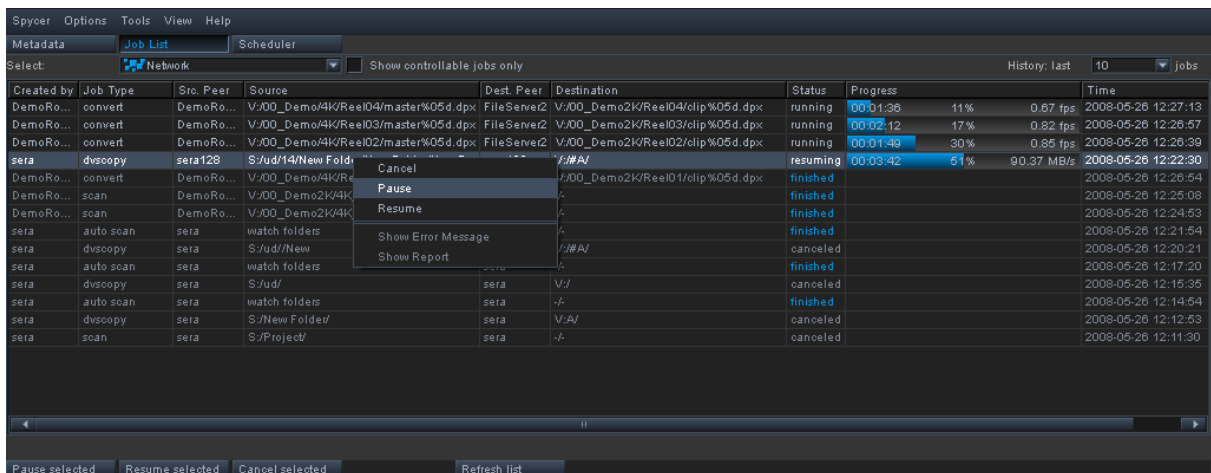 Spycer Options Tools View Help
Metadata Job List Scheduler
Select: Network Show controllable jobs only History: last 10 jobs
Created by Job Type Src. Peer Source Dest. Peer Destination Status Progress Time
DemoRo... convert DemoRo... V:/00_Demo/4K/Reel04/master%05d.dpx FileServer2 V:/00_Demo2K/Reel04/clip%05d.dpx running 00:01:36 11% 0.67 fps 2008-05-26 12:27:13
DemoRo... convert DemoRo... V:/00_Demo/4K/Reel03/master%05d.dpx FileServer2 V:/00_Demo2K/Reel03/clip%05d.dpx running 00:02:12 17% 0.82 fps 2008-05-26 12:26:57
DemoRo... convert DemoRo... V:/00_Demo/4K/Reel02/master%05d.dpx FileServer2 V:/00_Demo2K/Reel02/clip%05d.dpx running 00:01:49 30% 0.85 fps 2008-05-26 12:26:39
sera dvscopy sera128 S:/ud/14/New /:/#A/ resuming 00:03:42 51% 90.37 MB/s 2008-05-26 12:22:30
DemoRo... convert DemoRo... V:/00_Demo/4K/Re /:/00_Demo2K/Reel01/clip%05d.dpx finished 2008-05-26 12:26:54
DemoRo... scan DemoRo... V:/00_Demo2K/4K /- finished 2008-05-26 12:25:08
DemoRo... scan DemoRo... V:/00_Demo2K/4K /- finished 2008-05-26 12:24:53
sera auto scan sera watch folders /- finished 2008-05-26 12:21:54
sera dvscopy sera S:/ud//New /:/#A/ canceled 2008-05-26 12:20:21
sera auto scan sera watch folders /- finished 2008-05-26 12:17:20
sera dvscopy sera S:/ud/ sera V:/ canceled 2008-05-26 12:15:35
sera auto scan sera watch folders sera -/- finished 2008-05-26 12:14:54
sera dvscopy sera S:/New Folder/ sera V:A/ canceled 2008-05-26 12:12:53
sera scan sera S:/Project/ sera -/- canceled 2008-05-26 12:11:30
Cancel
Pause
Resume
Show Error Message
Show Report
Pause selected Resume selected Cancel selected Refresh list